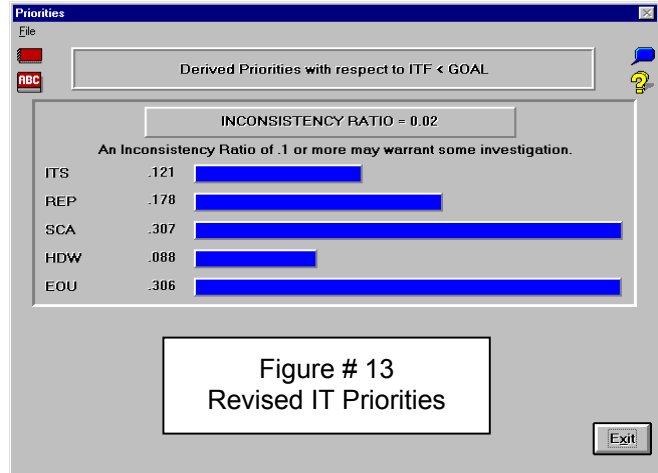 Priorities
File
ABC
Derived Priorities with respect to ITF < GOAL
INCONSISTENCY RATIO = 0.02
An Inconsistency Ratio of .1 or more may warrant some investigation.
ITS .121
REP .178
SCA .307
HDW .088
EOU .306
Figure # 13
Revised IT Priorities
Exit